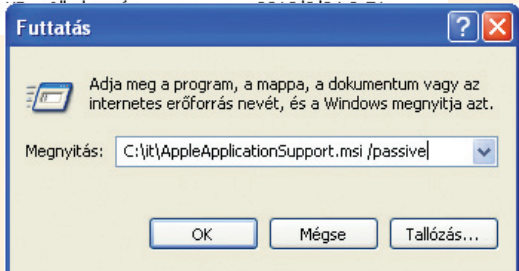 Futtatás
Adja meg a program, a mappa, a dokumentum vagy az
internetes erőforrás nevét, és a Windows megnyitja azt.
Megnyitás: C:\it\AppleApplicationSupport.msi /passive
OK Mégse Tallózás...